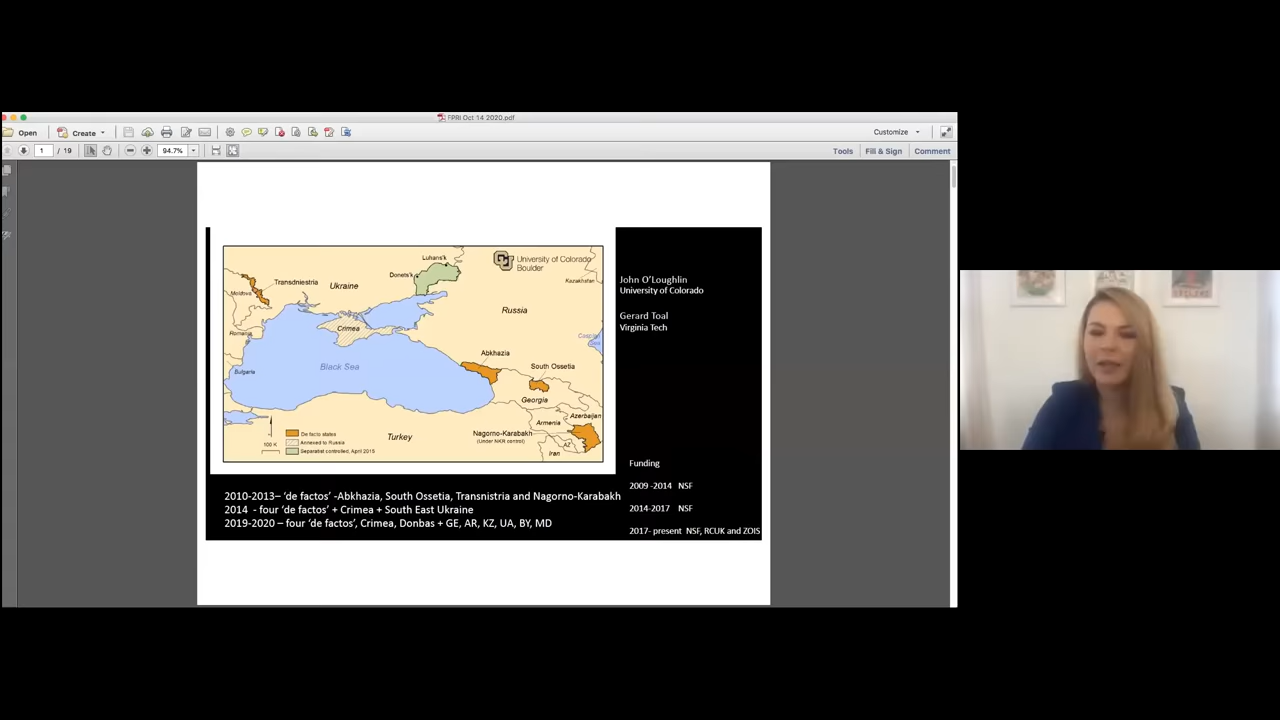 FPRI Oct 14 2020.pdf
Open
Create
Customize
1 / 19
94.7%
Tools
Fill & Sign
Comment
Luhans'k
Donets'k
University of Colorado
Boulder
Transdniestria
Moldova
Ukraine
Kazakhstan
Russia
Romania
Crimea
Caspian
Sea
Black Sea
Bulgaria
Abkhazia
South Ossetia
Georgia
Azerbaijan
Armenia
Nagorno-Karabakh
(Under NKR control)
AZ
Iran
Turkey
100 K
De facto states
Annexed to Russia
Separatist controlled, April 2015
John O'Loughlin
University of Colorado
Gerard Toal
Virginia Tech
Funding
2009 -2014 NSF
2014-2017 NSF
2017- present NSF, RCUK and ZOIS
2010-2013– 'de factos' -Abkhazia, South Ossetia, Transnistria and Nagorno-Karabakh
2014 - four 'de factos' + Crimea + South East Ukraine
2019-2020 – four 'de factos', Crimea, Donbas + GE, AR, KZ, UA, BY, MD